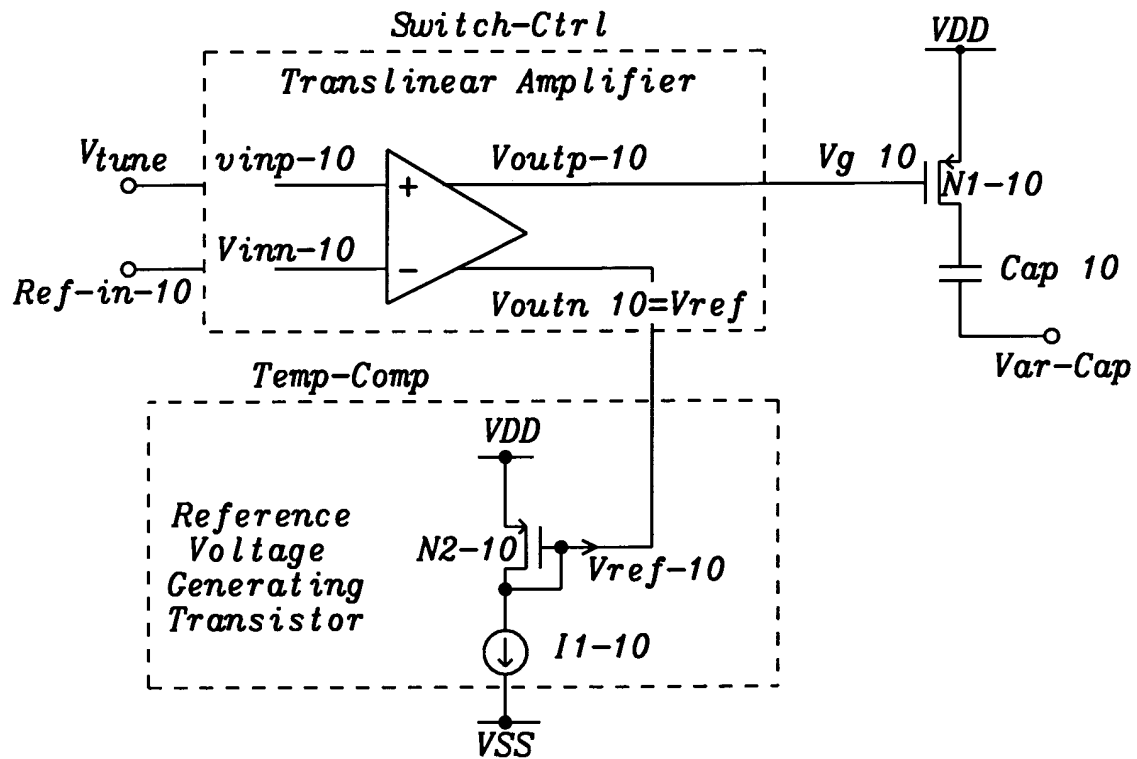 Switch-Ctrl
VDD
Translinear Amplifier
Vtune
vinp-10
Voutp-10
Vg 10
+
N1-10
Vinn-10
-
Ref-in-10
Cap 10
Voutn 10=Vref
Var-Cap
Temp-Comp
VDD
Reference
Voltage
Generating
Transistor
N2-10
Vref-10
I1-10
VSS